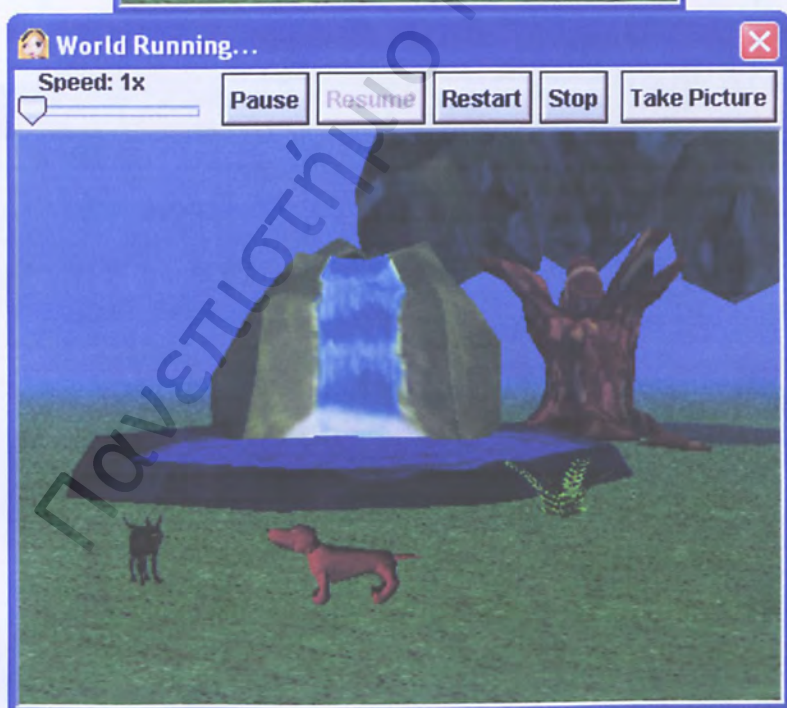 World Running...
Speed: 1x
Pause
Resume
Restart
Stop
Take Picture
Πανεπιστήμιο